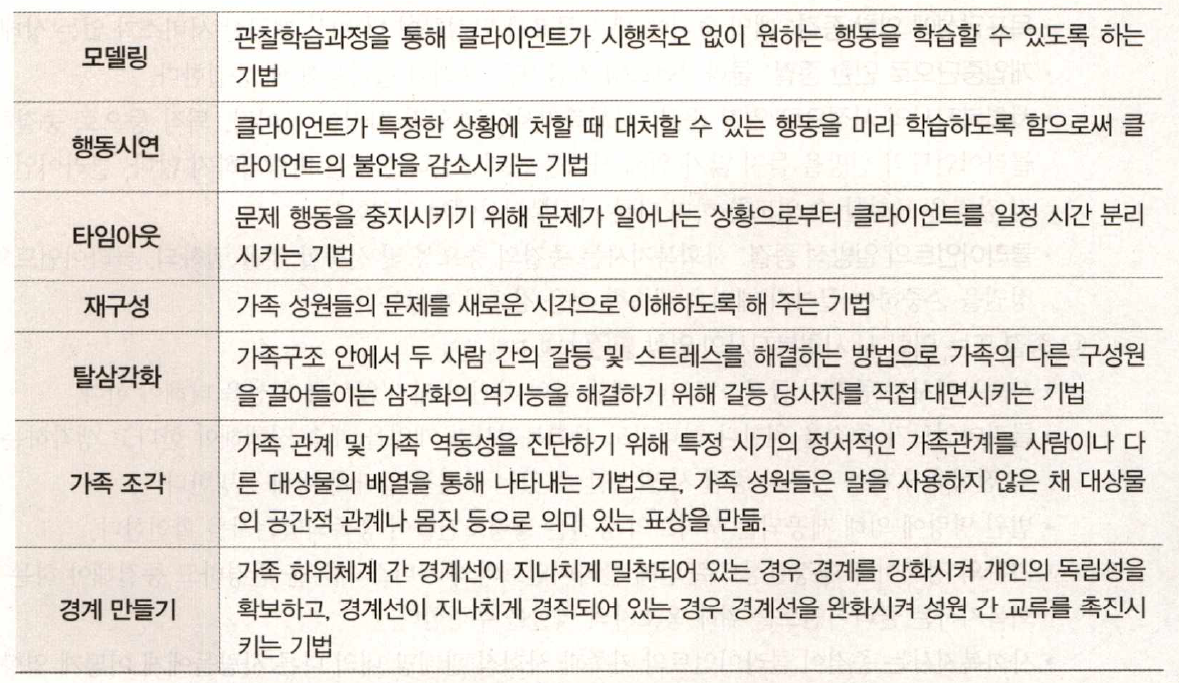 모델링
관찰학습과정을 통해 클라이언트가 시행착오 없이 원하는 행동을 학습할 수 있도록 하는
기법
행동시연
클라이언트가 특정한 상황에 처할 때 대처할 수 있는 행동을 미리 학습하도록 함으로써 클
라이언트의 불안을 감소시키는 기법
타임아웃
문제 행동을 중지시키기 위해 문제가 일어나는 상황으로부터 클라이언트를 일정 시간 분리
시키는 기법
재구성
가족 성원들의 문제를 새로운 시각으로 이해하도록 해 주는 기법
탈삼각화
가족구조 안에서 두 사람 간의 갈등 및 스트레스를 해결하는 방법으로 가족의 다른 구성원
을 끌어들이는 삼각화의 역기능을 해결하기 위해 갈등 당사자를 직접 대면시키는 기법
가족 조각
가족 관계 및 가족 역동성을 진단하기 위해 특정 시기의 정서적인 가족관계를 사람이나 다
른 대상물의 배열을 통해 나타내는 기법으로, 가족 성원들은 말을 사용하지 않은 채 대상물
의 공간적 관계나 몸짓 등으로 의미 있는 표상을 만듦.
경계 만들기
가족 하위체계 간 경계선이 지나치게 밀착되어 있는 경우 경계를 강화시켜 개인의 독립성을
확보하고, 경계선이 지나치게 경직되어 있는 경우 경계선을 완화시켜 성원 간 교류를 촉진시
키는 기법